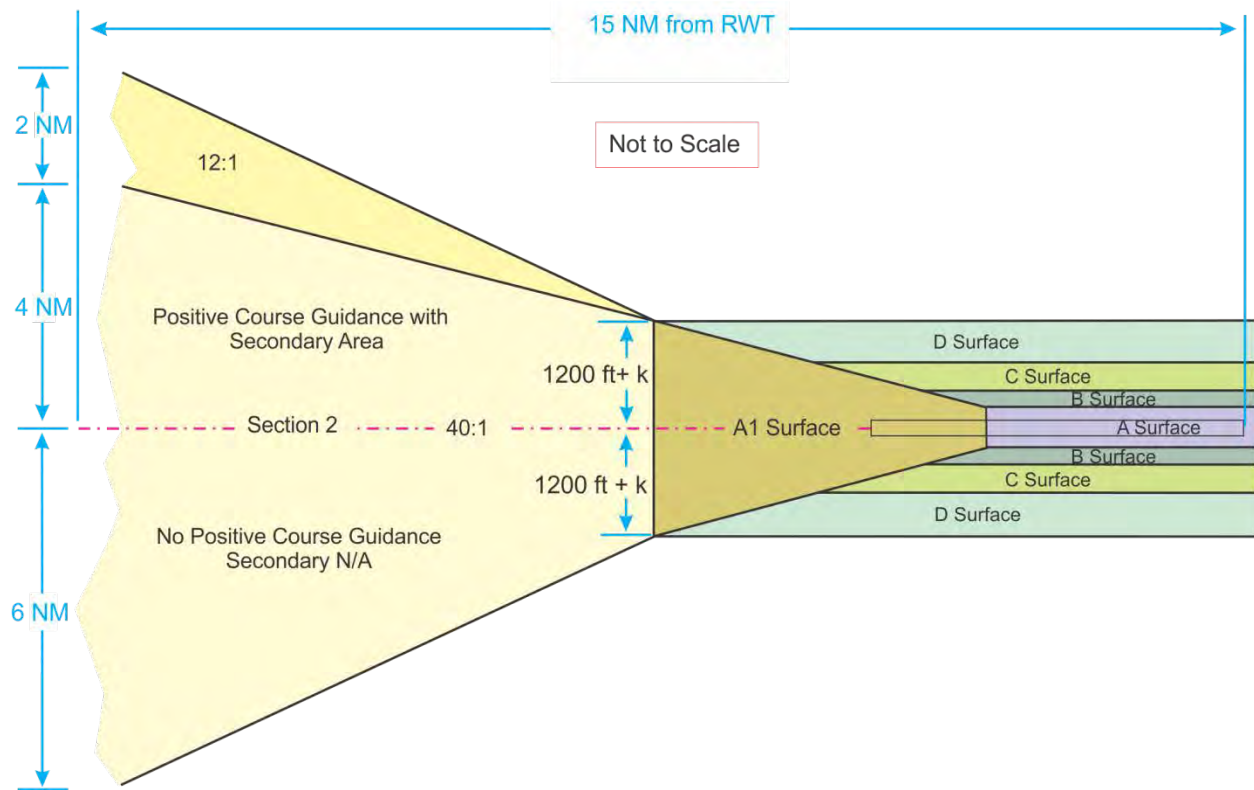 15 NM from RWT
2 NM
Not to Scale
12:1
4 NM
Positive Course Guidance with
Secondary Area
D Surface
1200 ft+ k
C Surface
B Surface
Section 2
40:1
A1 Surface
A Surface
B Surface
1200 ft + k
C Surface
D Surface
No Positive Course Guidance
Secondary N/A
6 NM